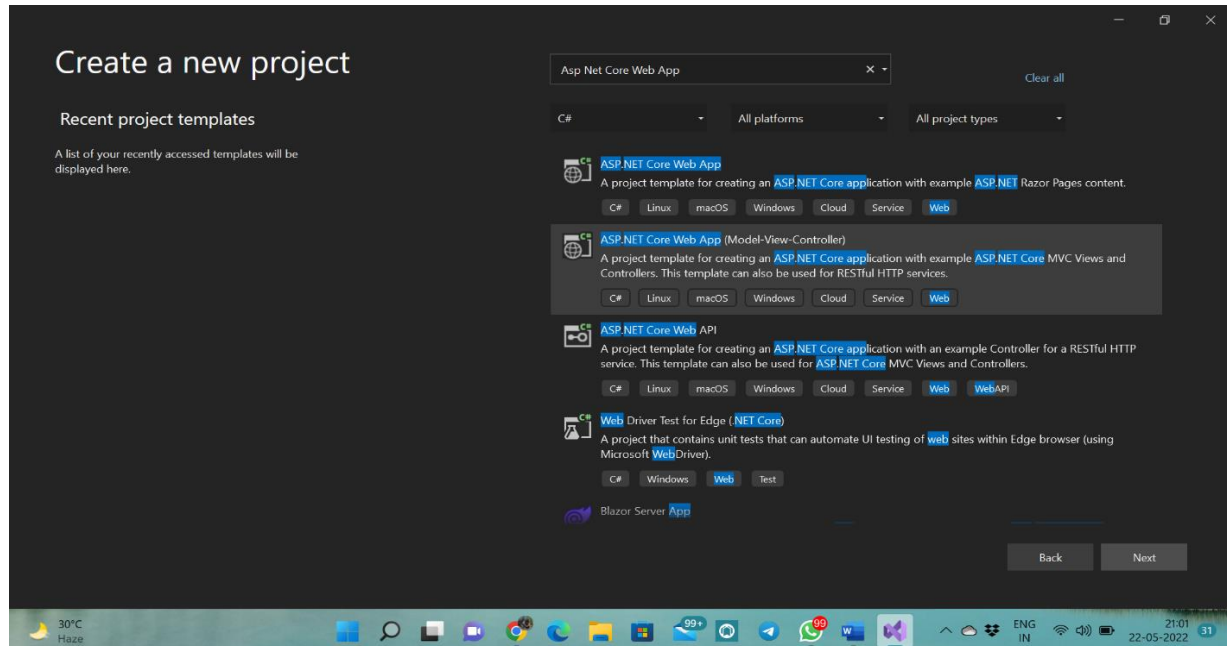 Create a new project
Recent project templates
A list of your recently accessed templates will be
displayed here.
Asp Net Core Web App
Clear all
C#
All platforms
All project types
C#
ASP.NET Core Web App
A project template for creating an ASP.NET Core application with example ASP.NET Razor Pages content.
C# Linux macOS Windows Cloud Service Web
C#
ASP.NET Core Web App (Model-View-Controller)
A project template for creating an ASP.NET Core application with example ASP.NET Core MVC Views and
Controllers. This template can also be used for RESTful HTTP services.
C# Linux macOS Windows Cloud Service Web
C#
ASP.NET Core Web API
A project template for creating an ASP.NET Core application with an example Controller for a RESTful HTTP
service. This template can also be used for ASP.NET Core MVC Views and Controllers.
C# Linux macOS Windows Cloud Service Web WebAPI
C#
Web Driver Test for Edge (.NET Core)
A project that contains unit tests that can automate UI testing of web sites within Edge browser (using
Microsoft WebDriver).
C# Windows Web Test
Blazor Server App
Back
Next
30°C
Haze
99+
99
W
ENG
IN
21:01
22-05-2022
31